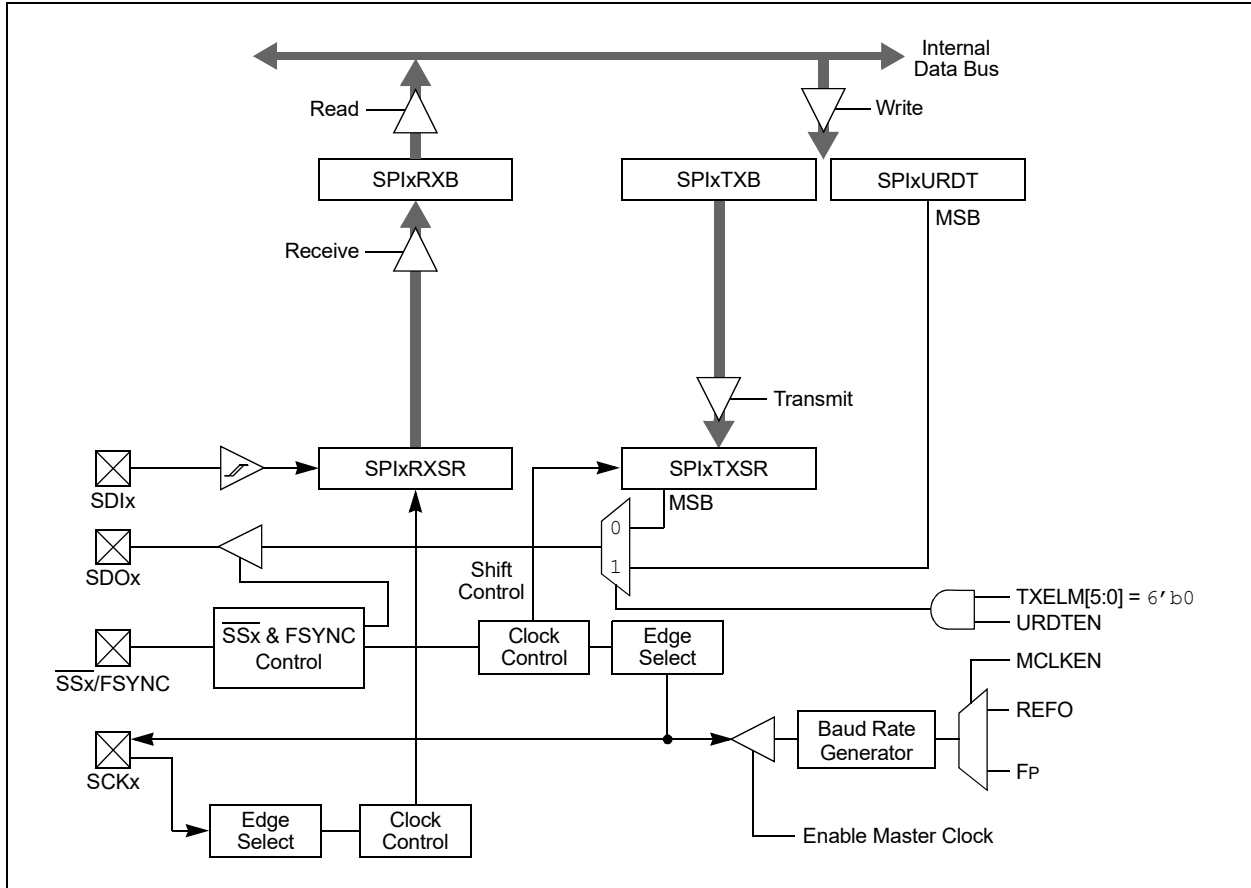 Internal
Data Bus
Read
Write
SPIxRXB
SPIxTXB
SPIxURDT
MSB
Receive
Transmit
SPIxRXSR
SPIxTXSR
SDIx
MSB
0
SDOx
1
Shift
Control
TXELM[5:0] = 6’b0
URDTEN
SSx & FSYNC
Control
Clock
Control
Edge
Select
SSx/FSYNC
MCLKEN
REFO
Baud Rate
Generator
FP
SCKx
Edge
Select
Clock
Control
Enable Master Clock